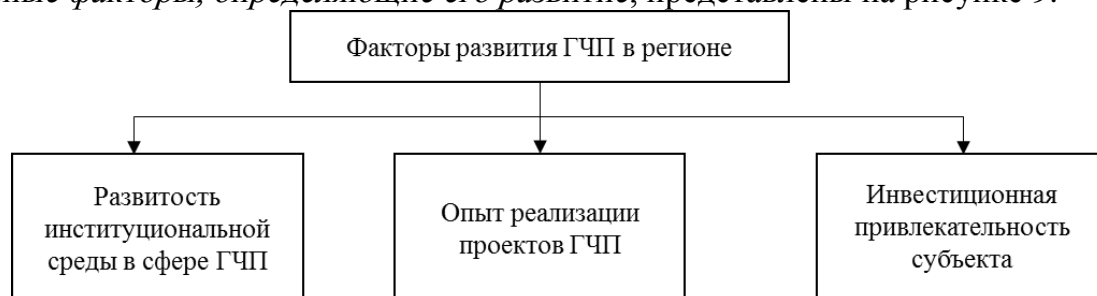 факторы, определяющие его развитие, представлены на рисунке 9.
Факторы развития ГЧП в регионе
Развитость
институциональной
среды в сфере ГЧП
Опыт реализации
проектов ГЧП
Инвестиционная
привлекательность
субъекта